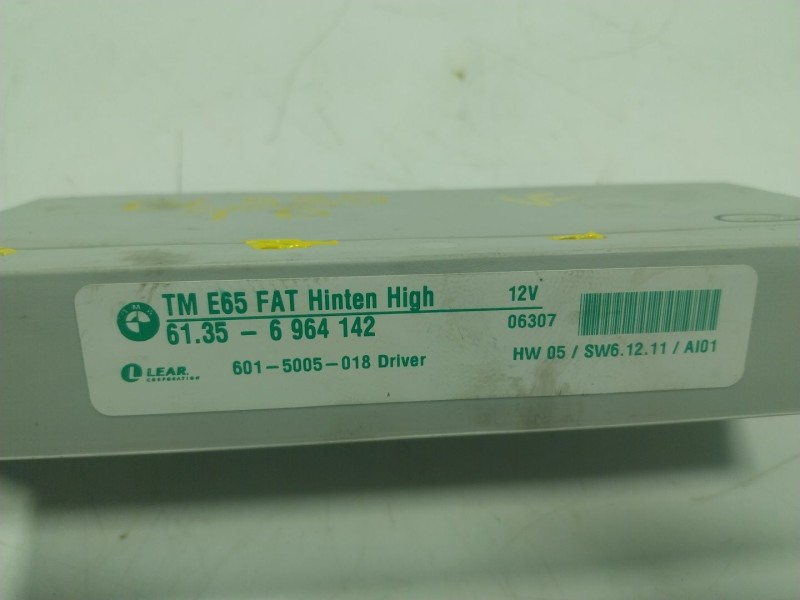 TM E65 FAT Hinten High
12V
61.35 - 6 964 142
06307
LEAR.
CORPORATION
601-5005-018 Driver
HW 05 / SW6.12.11 / AI01